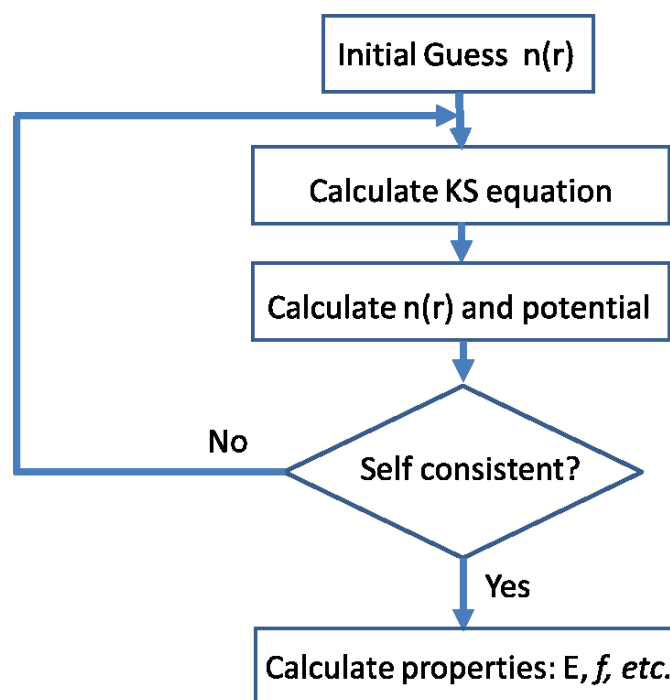 Initial Guess n(r)
Calculate KS equation
Calculate n(r) and potential
No
Self consistent?
Yes
Calculate properties: E, f, etc.